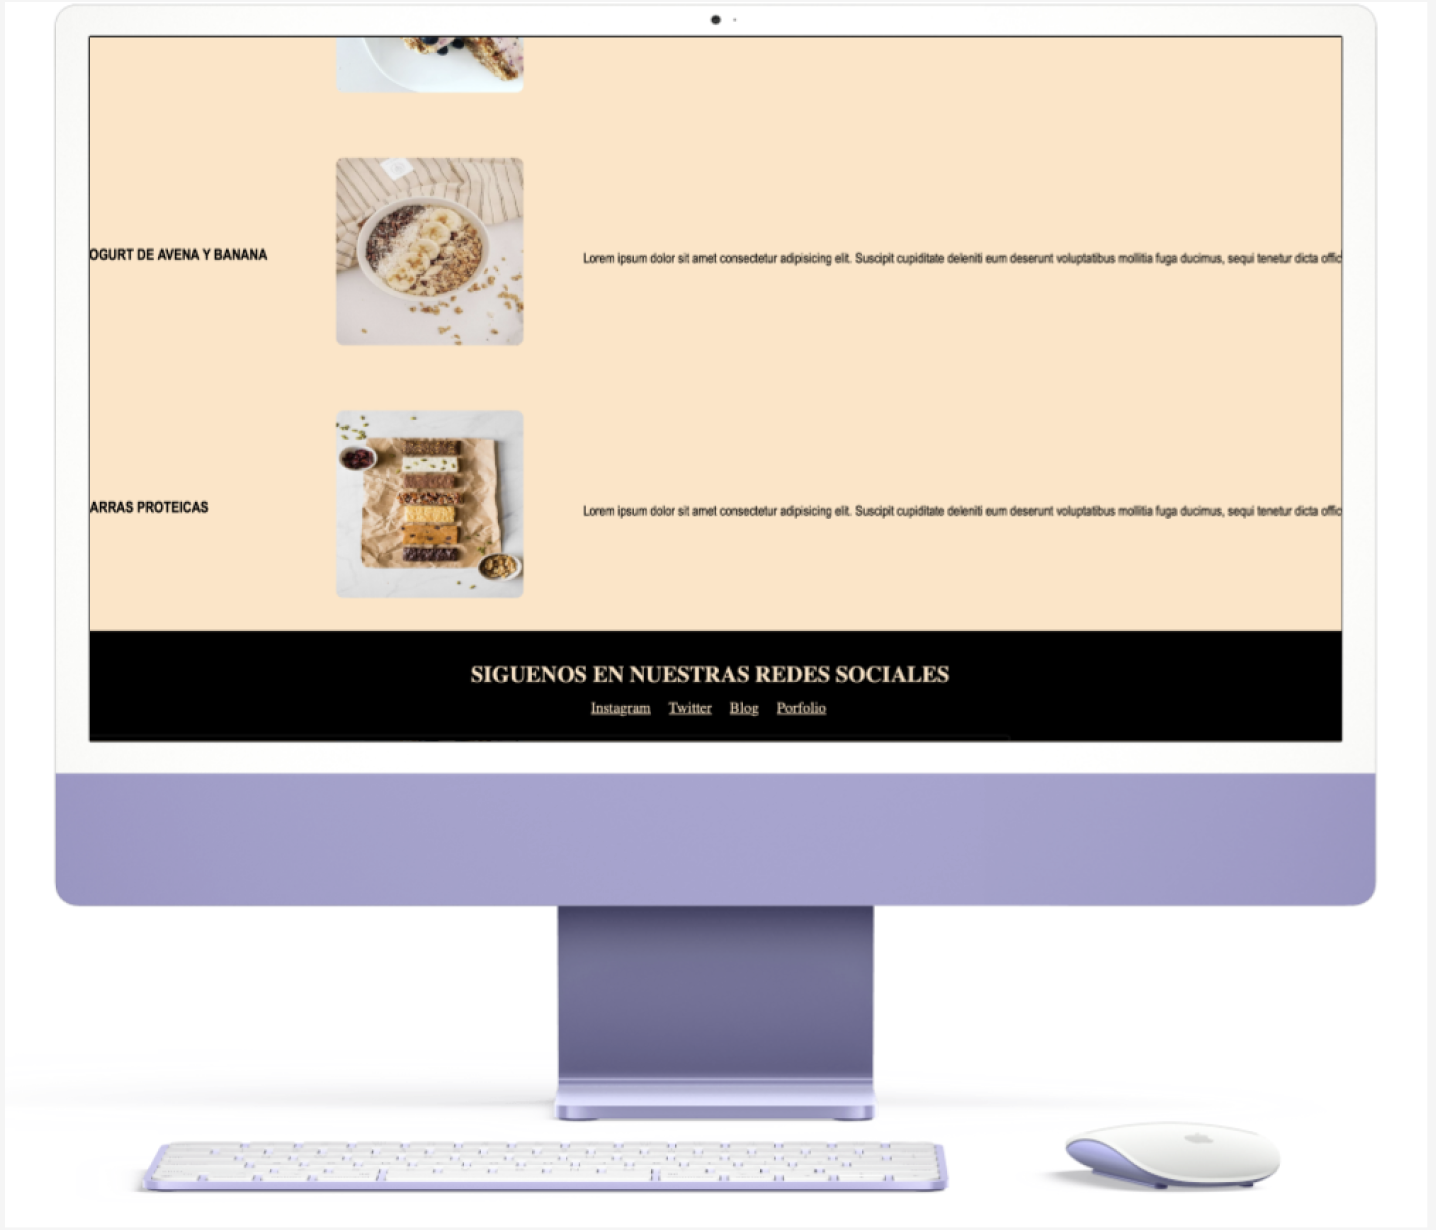 OGURT DE AVENA Y BANANA
Lorem ipsum dolor sit amet consectetur adipisicing elit. Suscipit cupiditate deleniti eum deserunt voluptatibus mollitia fuga ducimus, sequi tenetur dicta offic
ARRAS PROTEICAS
Lorem ipsum dolor sit amet consectetur adipisicing elit. Suscipit cupiditate deleniti eum deserunt voluptatibus mollitia fuga ducimus, sequi tenetur dicta offic
SIGUENOS EN NUESTRAS REDES SOCIALES
Instagram Twitter Blog Porfolio